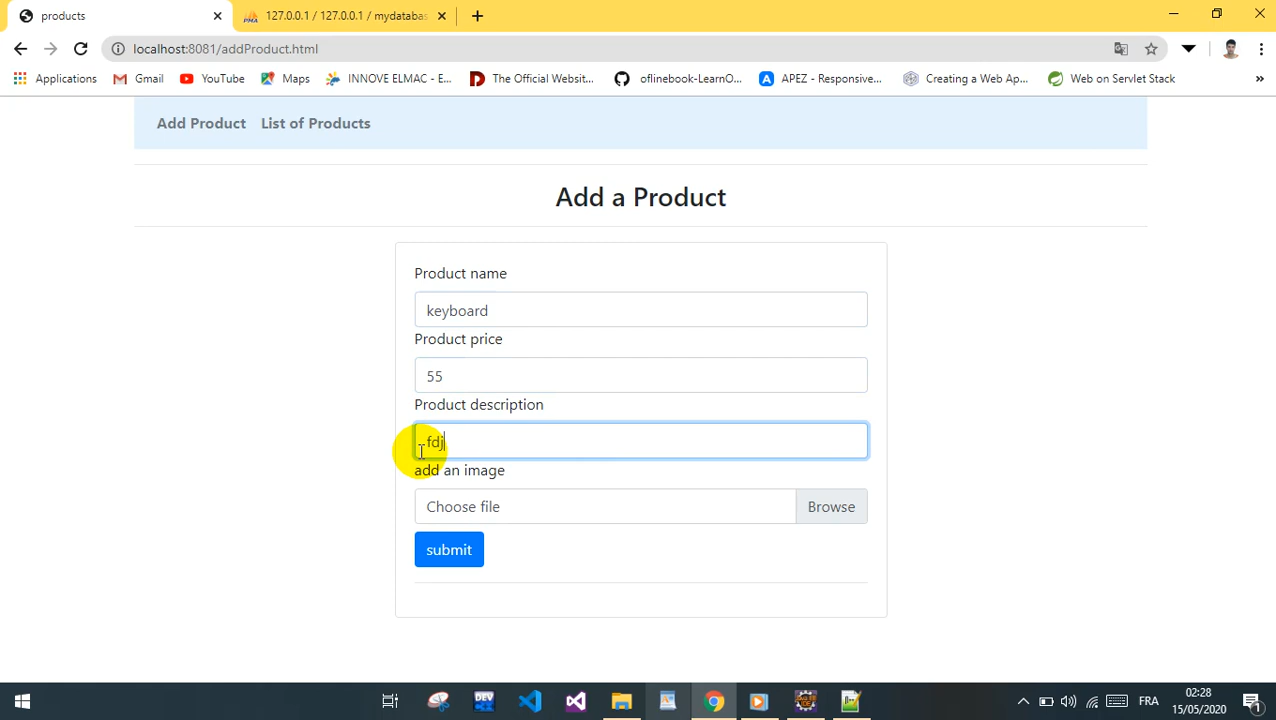 products
127.0.0.1 / 127.0.0.1 / mydatabas
localhost:8081/addProduct.html
Applications
Gmail
YouTube
Maps
INNOVE ELMAC - E...
The Official Websit...
oflinebook-LearnO...
APEZ - Responsive...
Creating a Web Ap...
Web on Servlet Stack
»
Add Product
List of Products
Add a Product
Product name
keyboard
Product price
55
Product description
fdj
add an image
Choose file
Browse
submit
FRA
02:28
15/05/2020